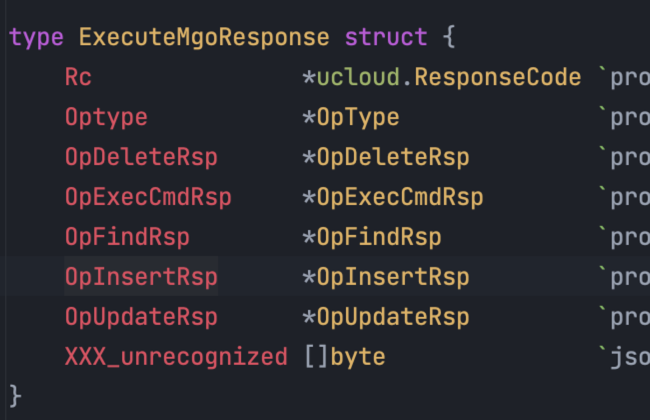 type ExecuteMgoResponse struct {
    Rc                *ucloud.ResponseCode `pro
    Optype            *OpType              `pro
    OpDeleteRsp       *OpDeleteRsp         `pro
    OpExecCmdRsp      *OpExecCmdRsp        `pro
    OpFindRsp         *OpFindRsp           `pro
    OpInsertRsp       *OpInsertRsp         `pro
    OpUpdateRsp       *OpUpdateRsp         `pro
    XXX_unrecognized  []byte               `jso
}